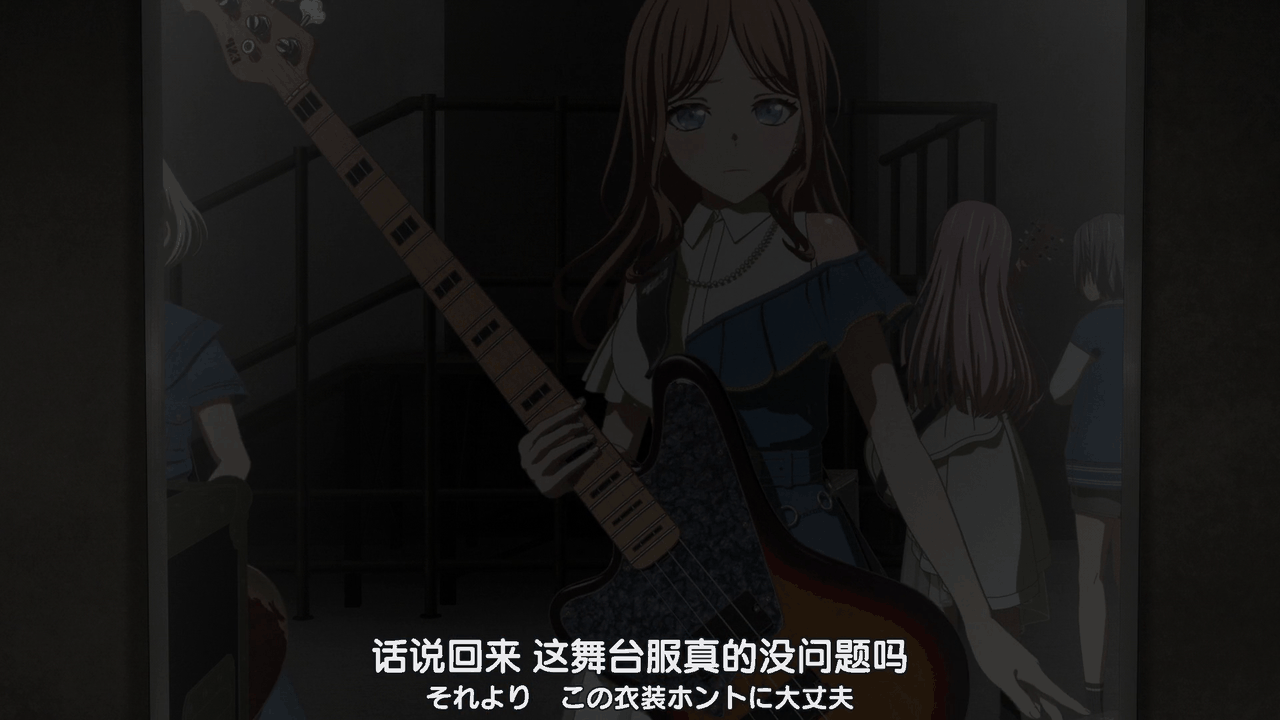 话说回来 这舞台服真的没问题吗
それより　この衣装ホントに大丈夫